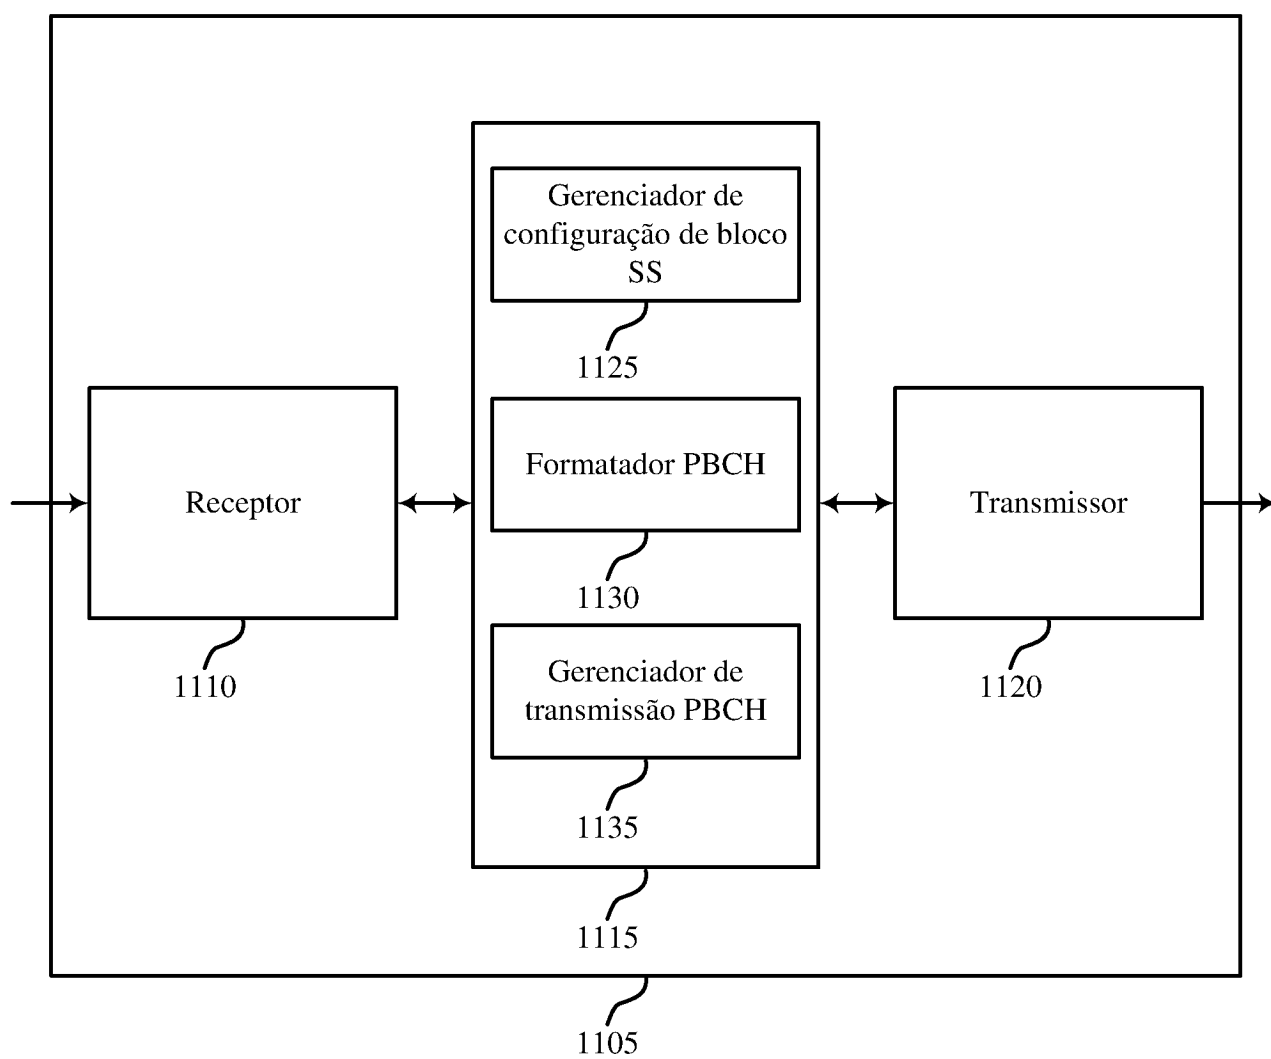 Gerenciador de
configuração de bloco
SS
1125
Receptor
1110
Formatador PBCH
1130
Transmissor
1120
Gerenciador de
transmissão PBCH
1135
1115
1105